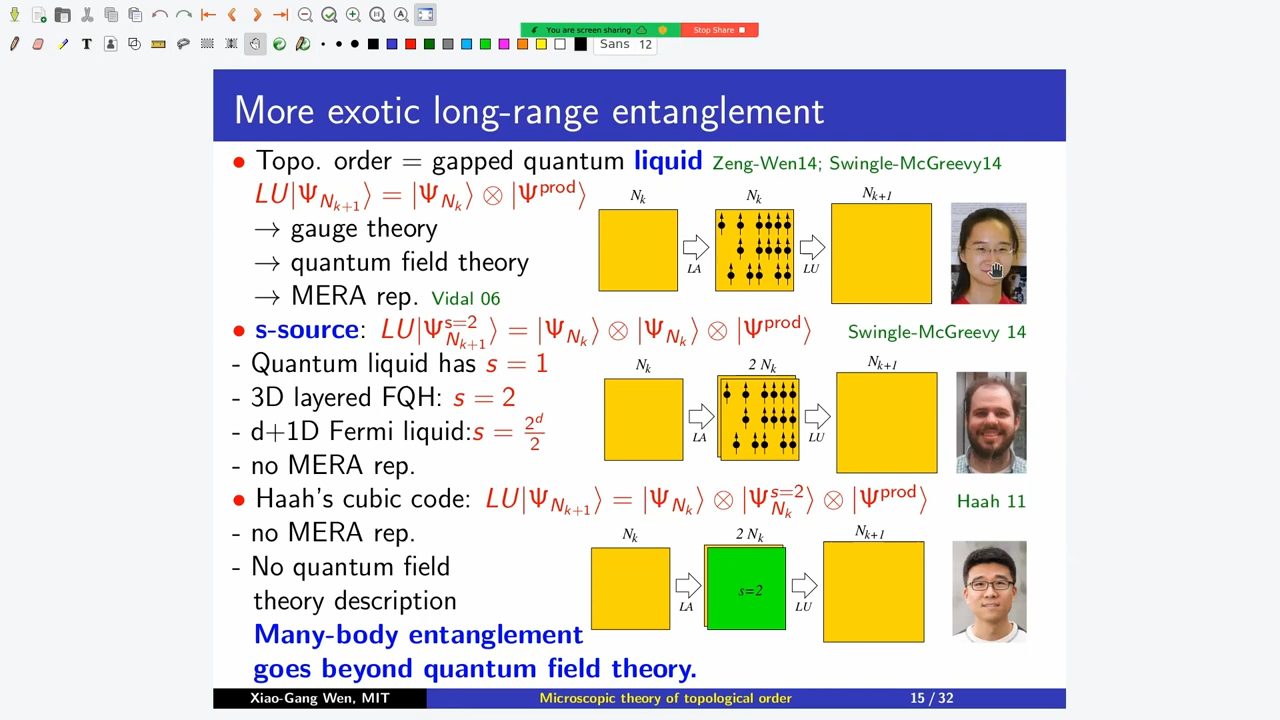 You are screen sharing
Stop Share
T
Sans 12
More exotic long-range entanglement
• Topo. order = gapped quantum liquid Zeng-Wen14; Swingle-McGreevy14
LU|Ψ_{N_{k+1}}⟩ = |Ψ_{N_k}⟩ ⊗ |Ψ^{prod}⟩
→ gauge theory
→ quantum field theory
→ MERA rep. Vidal 06
N_k N_k N_{k+1}
LA LU
• s-source: LU|Ψ^{s=2}_{N_{k+1}}⟩ = |Ψ_{N_k}⟩ ⊗ |Ψ_{N_k}⟩ ⊗ |Ψ^{prod}⟩ Swingle-McGreevy 14
- Quantum liquid has s = 1
- 3D layered FQH: s = 2
- d+1D Fermi liquid:s = 2^d/2
- no MERA rep.
N_k 2 N_k N_{k+1}
LA LU
• Haah's cubic code: LU|Ψ_{N_{k+1}}⟩ = |Ψ_{N_k}⟩ ⊗ |Ψ^{s=2}_{N_k}⟩ ⊗ |Ψ^{prod}⟩ Haah 11
- no MERA rep.
- No quantum field
theory description
N_k 2 N_k N_{k+1}
s=2
LA LU
Many-body entanglement
goes beyond quantum field theory.
Xiao-Gang Wen, MIT Microscopic theory of topological order 15 / 32